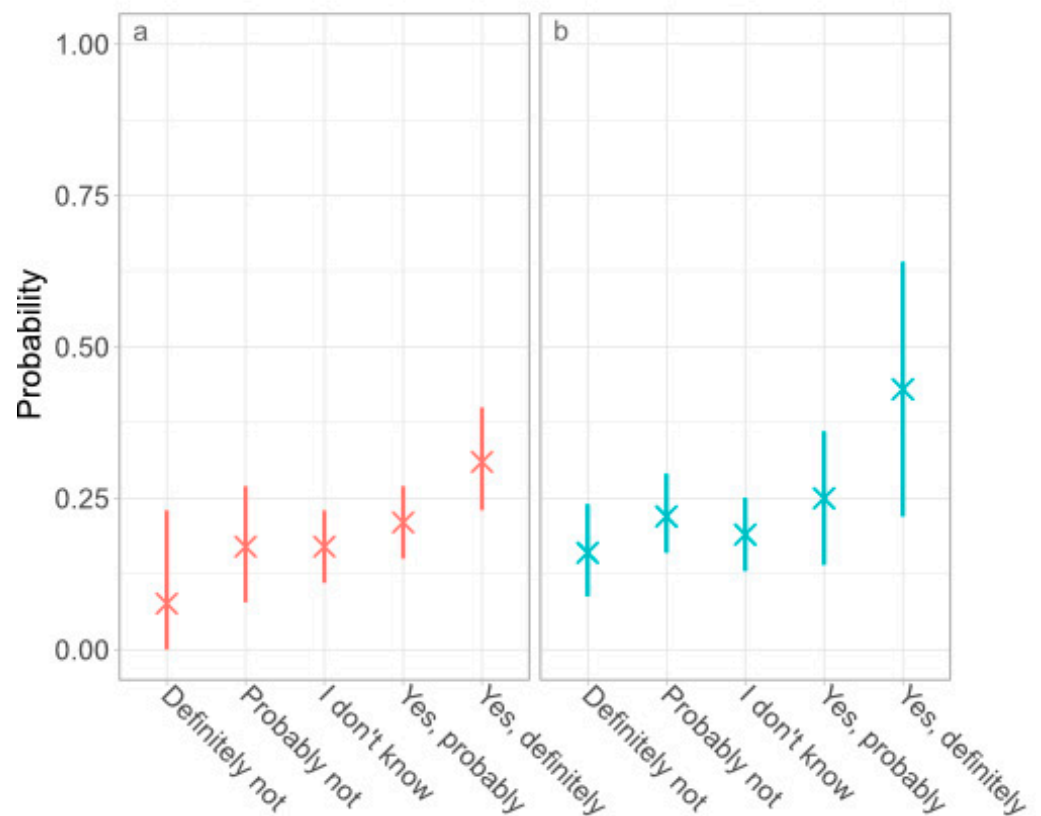 a
b
1.00
0.75
0.50
0.25
0.00
Probability
Definitely not
Probably not
I don't know
Yes, probably
Yes, definitely
Definitely not
Probably not
I don't know
Yes, probably
Yes, definitely